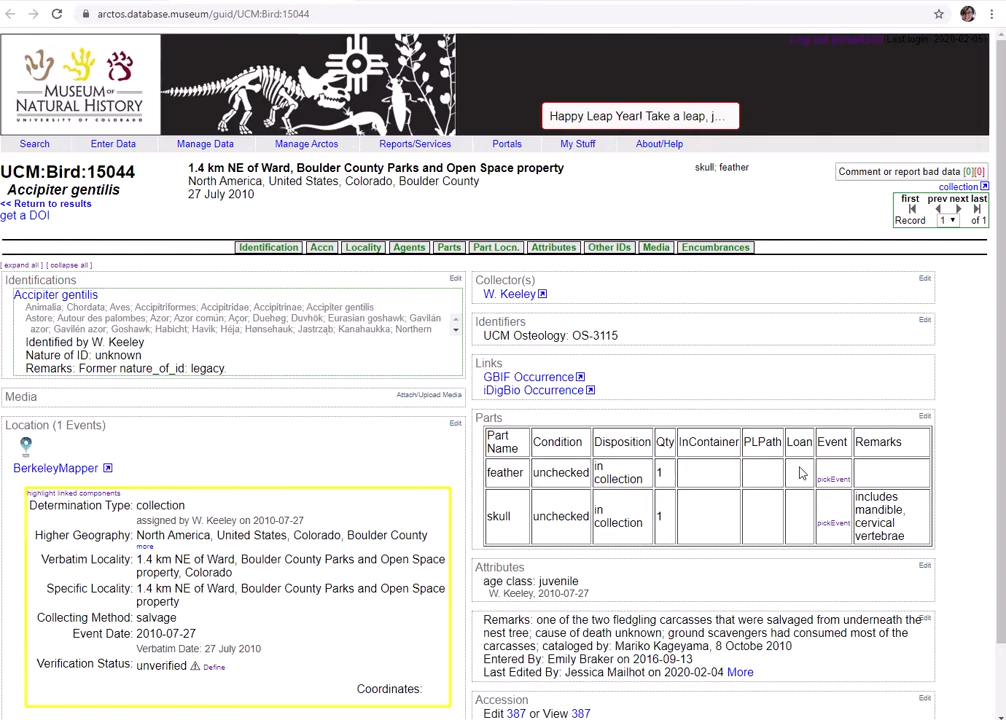 arctos.database.museum/guid/UCM:Bird:15044
MUSEUM OF
NATURAL HISTORY
UNIVERSITY OF COLORADO
Last login: 2020-02-05
Happy Leap Year! Take a leap, j...
Search Enter Data Manage Data Manage Arctos Reports/Services Portals My Stuff About/Help
UCM:Bird:15044
Accipiter gentilis
<< Return to results
get a DOI
1.4 km NE of Ward, Boulder County Parks and Open Space property
North America, United States, Colorado, Boulder County
27 July 2010
skull; feather
Comment or report bad data [0][0]
collection
first prev next last
Record 1 of 1
Identification Accn Locality Agents Parts Part Locn. Attributes Other IDs Media Encumbrances
[ expand all ] [ collapse all ]
Identifications Edit
Accipiter gentilis
Animalia; Chordata; Aves; Accipitriformes; Accipitridae; Accipitrinae; Accipiter gentilis
Astore; Autour des palombes; Azor; Azor común; Açor; Duehøg; Duvhök; Eurasian goshawk; Gavilán
azor; Gavilén azor; Goshawk; Habicht; Havik; Héja; Hønsehauk; Jastrząb; Kanahaukka; Northern
Identified by W. Keeley
Nature of ID: unknown
Remarks: Former nature_of_id: legacy.
Media Attach/Upload Media
Location (1 Events) Edit
BerkeleyMapper
highlight linked components
Determination Type: collection
assigned by W. Keeley on 2010-07-27
Higher Geography: North America, United States, Colorado, Boulder County
more
Verbatim Locality: 1.4 km NE of Ward, Boulder County Parks and Open Space
property, Colorado
Specific Locality: 1.4 km NE of Ward, Boulder County Parks and Open Space
property
Collecting Method: salvage
Event Date: 2010-07-27
Verbatim Date: 27 July 2010
Verification Status: unverified Define
Coordinates:
Collector(s) Edit
W. Keeley
Identifiers Edit
UCM Osteology: OS-3115
Links
GBIF Occurrence
iDigBio Occurrence
Parts Edit
Part Name Condition Disposition Qty InContainer PLPath Loan Event Remarks
feather unchecked in collection 1 pickEvent
skull unchecked in collection 1 pickEvent includes mandible, cervical vertebrae
Attributes Edit
age class: juvenile
W. Keeley, 2010-07-27
Remarks: one of the two fledgling carcasses that were salvaged from underneath the Edit
nest tree; cause of death unknown; ground scavengers had consumed most of the
carcasses; cataloged by: Mariko Kageyama, 8 Octobe 2010
Entered By: Emily Braker on 2016-09-13
Last Edited By: Jessica Mailhot on 2020-02-04 More
Accession Edit
Edit 387 or View 387